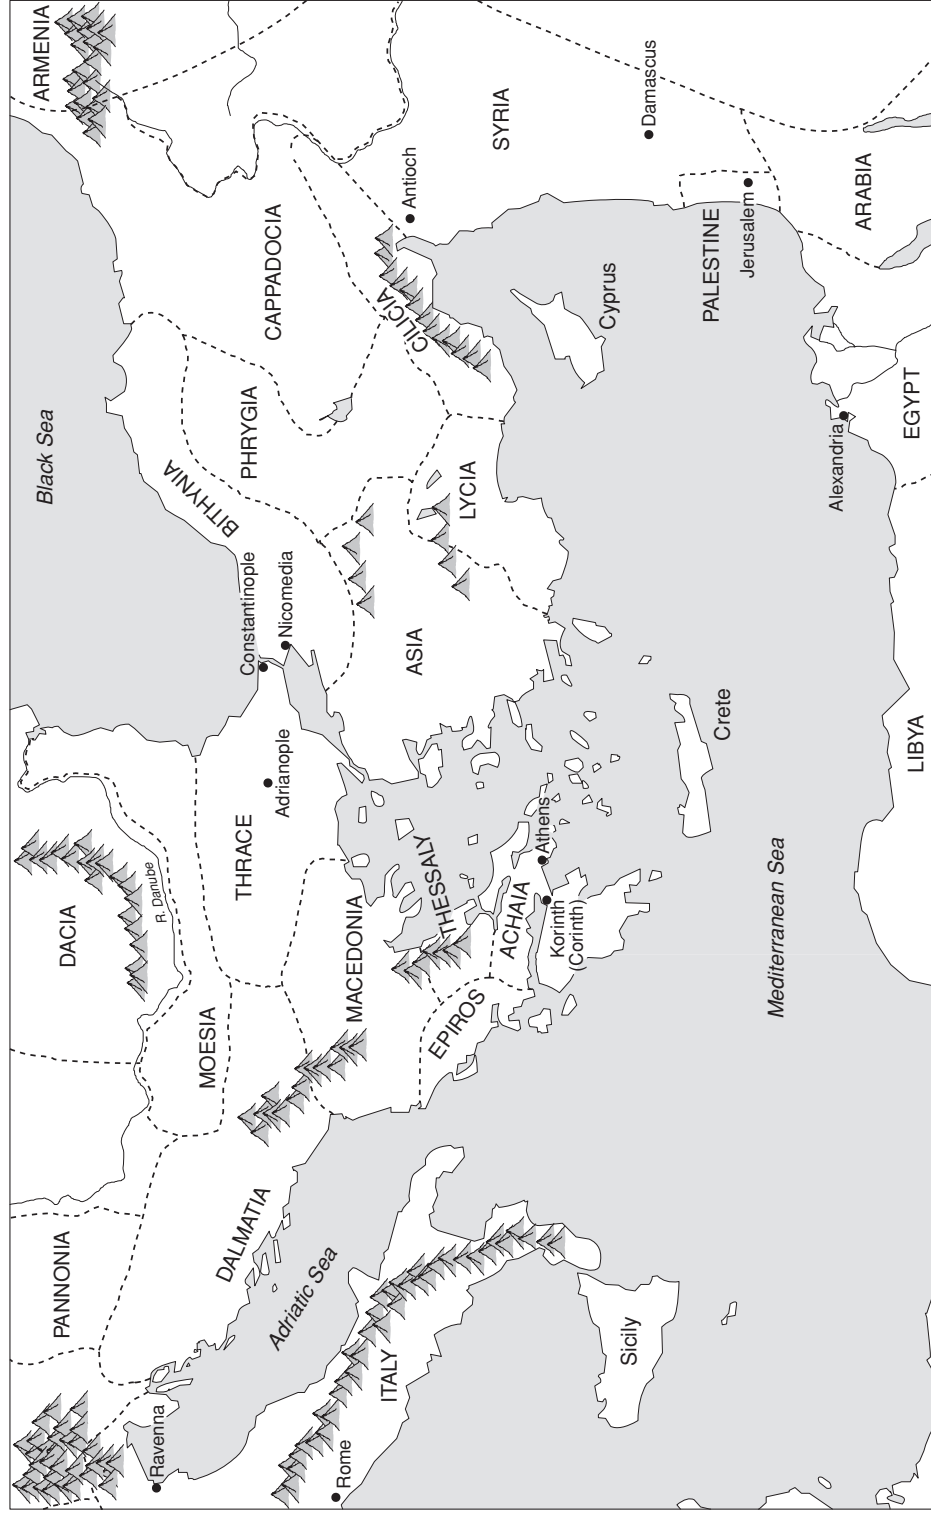 PANNONIA
DACIA
Black Sea
ARMENIA
Ravenna
R. Danube
MOESIA
THRACE
Constantinople
BITHYNIA
Nicomedia
PHRYGIA
CAPPADOCIA
DALMATIA
Adrianople
Adriatic Sea
Rome
ITALY
MACEDONIA
THESSALY
ASIA
LYCIA
CILICIA
Antioch
SYRIA
EPIROS
ACHAIA
Athens
Korinth
(Corinth)
Sicily
Cyprus
Damascus
Crete
PALESTINE
Jerusalem
Mediterranean Sea
Alexandria
ARABIA
LIBYA
EGYPT